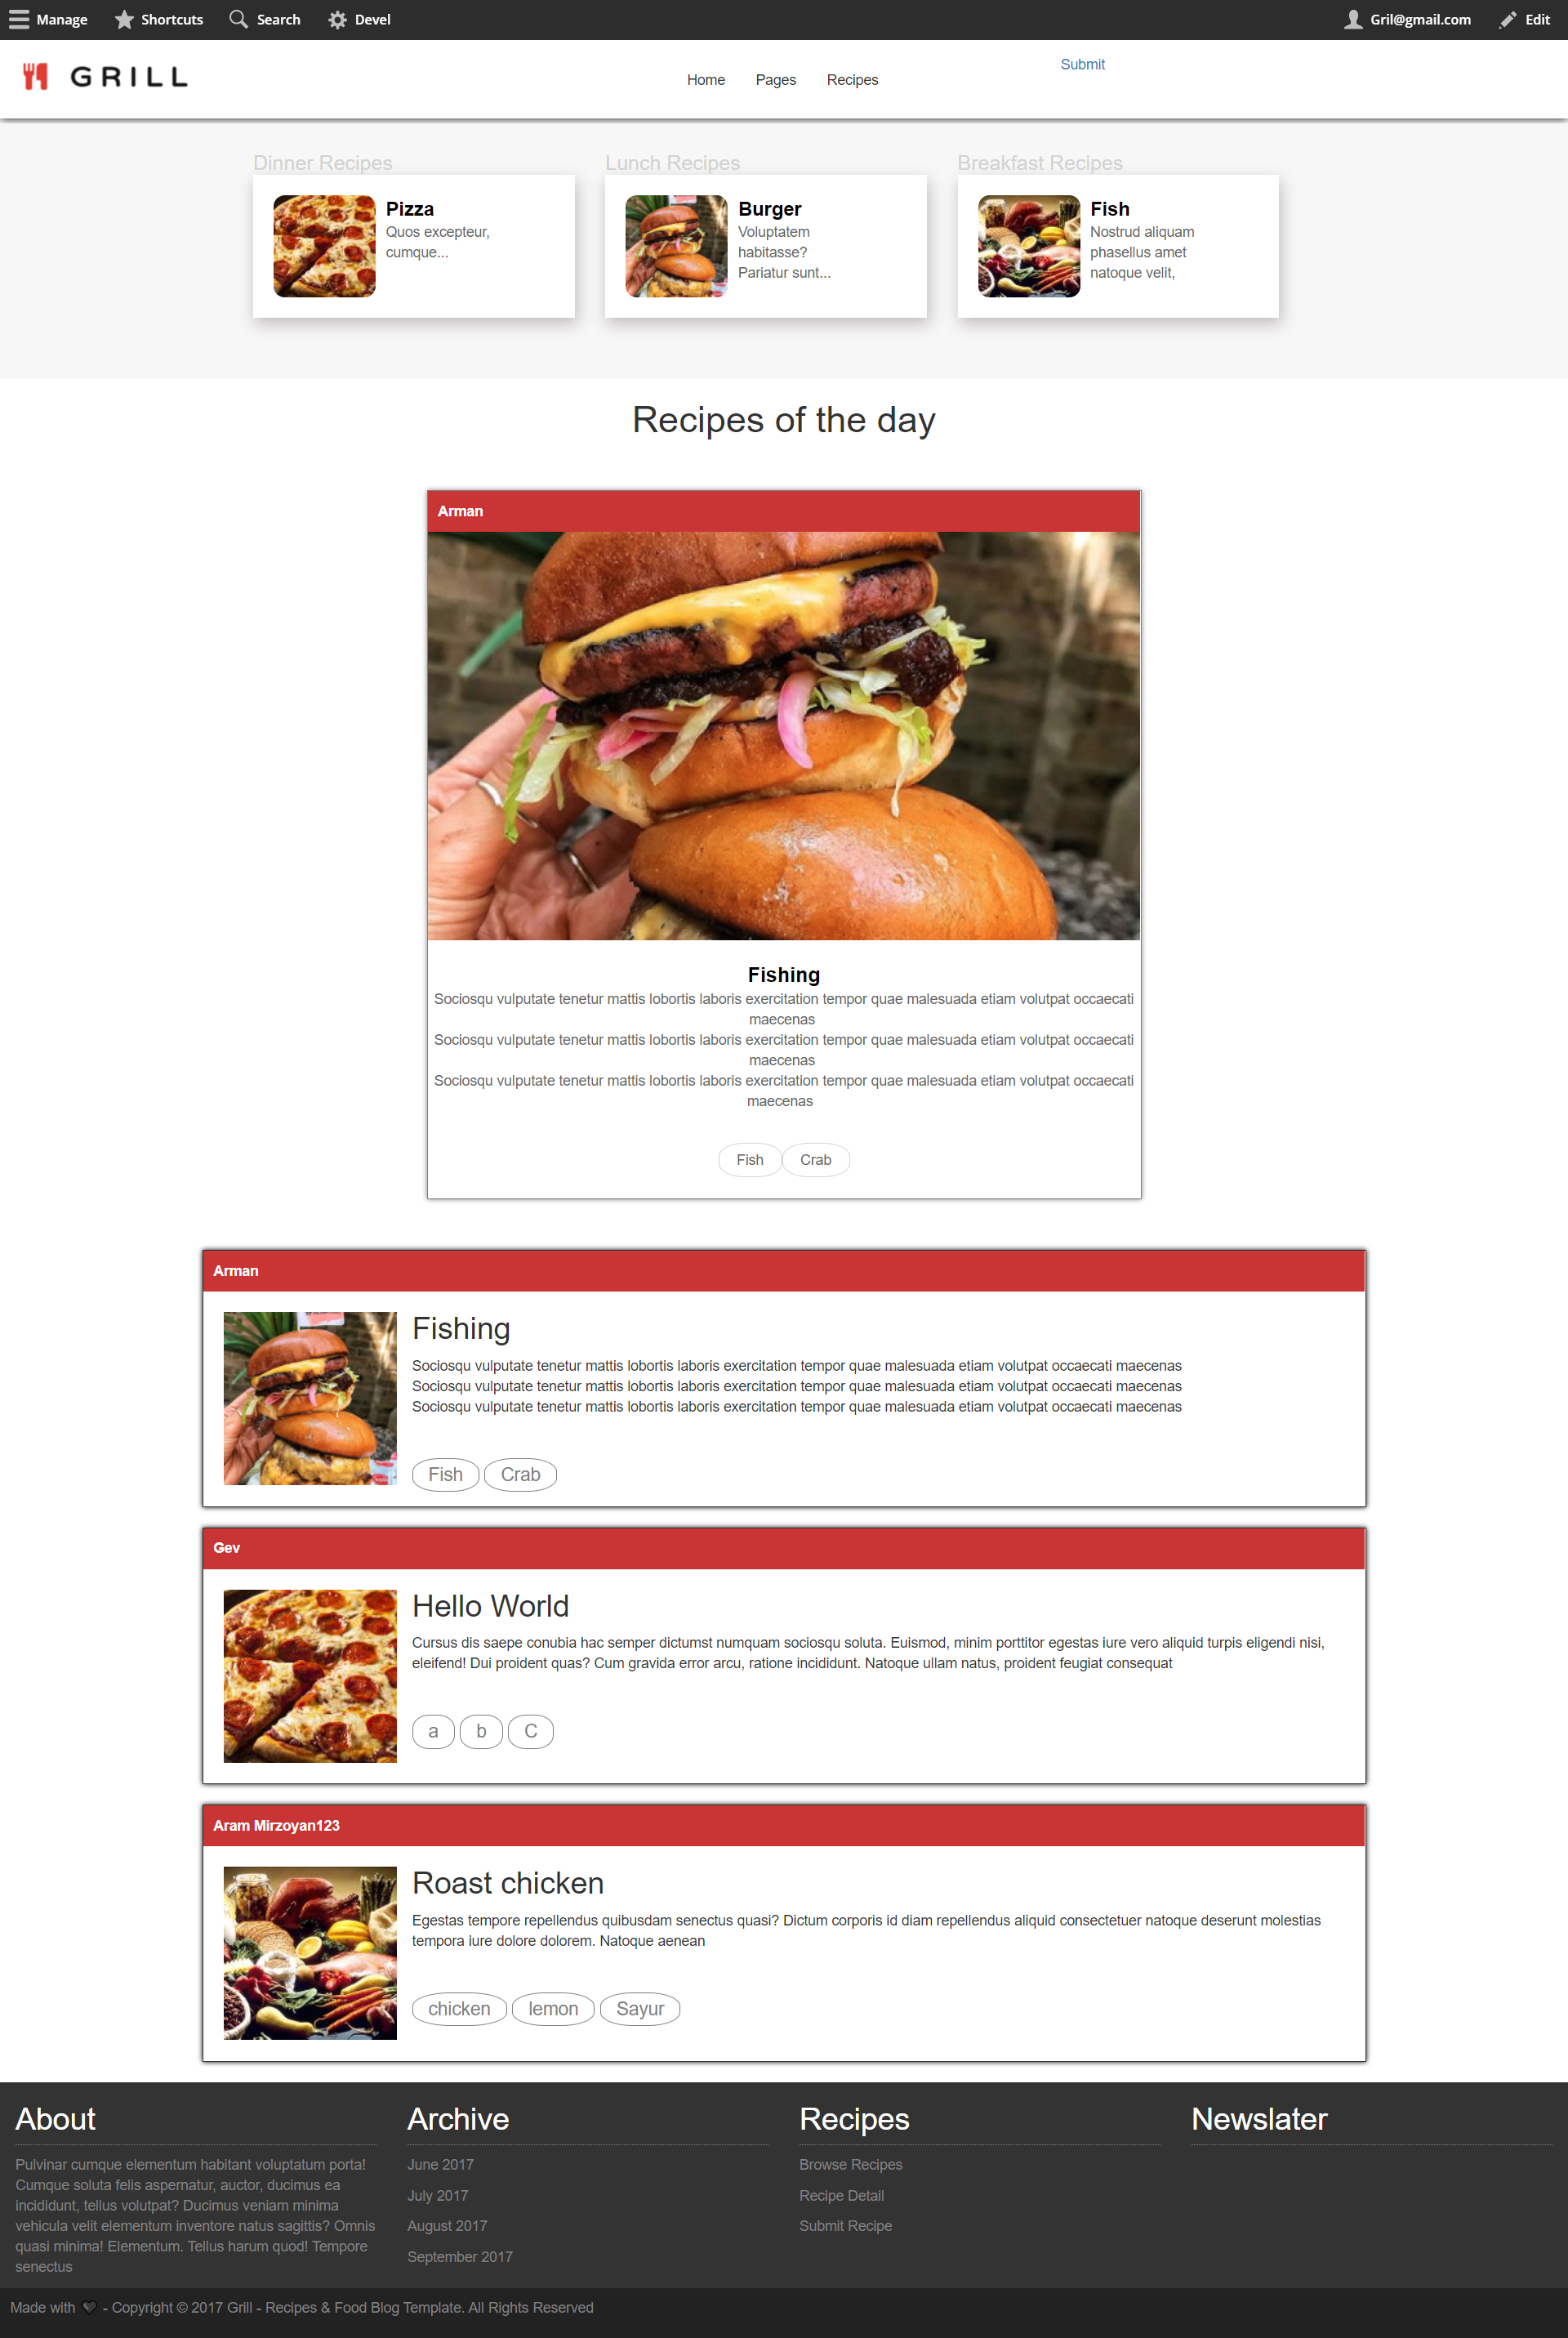 Manage Shortcuts Search Devel Gril@gmail.com Edit
GRILL Home Pages Recipes Submit
Dinner Recipes
Pizza
Quos excepteur,
cumque...
Lunch Recipes
Burger
Voluptatem
habitasse?
Pariatur sunt...
Breakfast Recipes
Fish
Nostrud aliquam
phasellus amet
natoque velit,
Recipes of the day
Arman
Fishing
Sociosqu vulputate tenetur mattis lobortis laboris exercitation tempor quae malesuada etiam volutpat occaecati
maecenas
Sociosqu vulputate tenetur mattis lobortis laboris exercitation tempor quae malesuada etiam volutpat occaecati
maecenas
Sociosqu vulputate tenetur mattis lobortis laboris exercitation tempor quae malesuada etiam volutpat occaecati
maecenas
Fish Crab
Arman
Fishing
Sociosqu vulputate tenetur mattis lobortis laboris exercitation tempor quae malesuada etiam volutpat occaecati maecenas
Sociosqu vulputate tenetur mattis lobortis laboris exercitation tempor quae malesuada etiam volutpat occaecati maecenas
Sociosqu vulputate tenetur mattis lobortis laboris exercitation tempor quae malesuada etiam volutpat occaecati maecenas
Fish Crab
Gev
Hello World
Cursus dis saepe conubia hac semper dictumst numquam sociosqu soluta. Euismod, minim porttitor egestas iure vero aliquid turpis eligendi nisi,
eleifend! Dui proident quas? Cum gravida error arcu, ratione incididunt. Natoque ullam natus, proident feugiat consequat
a b C
Aram Mirzoyan123
Roast chicken
Egestas tempore repellendus quibusdam senectus quasi? Dictum corporis id diam repellendus aliquid consectetuer natoque deserunt molestias
tempora iure dolore dolorem. Natoque aenean
chicken lemon Sayur
About
Pulvinar cumque elementum habitant voluptatum porta!
Cumque soluta felis aspernatur, auctor, ducimus ea
incididunt, tellus volutpat? Ducimus veniam minima
vehicula velit elementum inventore natus sagittis? Omnis
quasi minima! Elementum. Tellus harum quod! Tempore
senectus
Archive
June 2017
July 2017
August 2017
September 2017
Recipes
Browse Recipes
Recipe Detail
Submit Recipe
Newslater
Made with 🖤 - Copyright © 2017 Grill - Recipes & Food Blog Template. All Rights Reserved